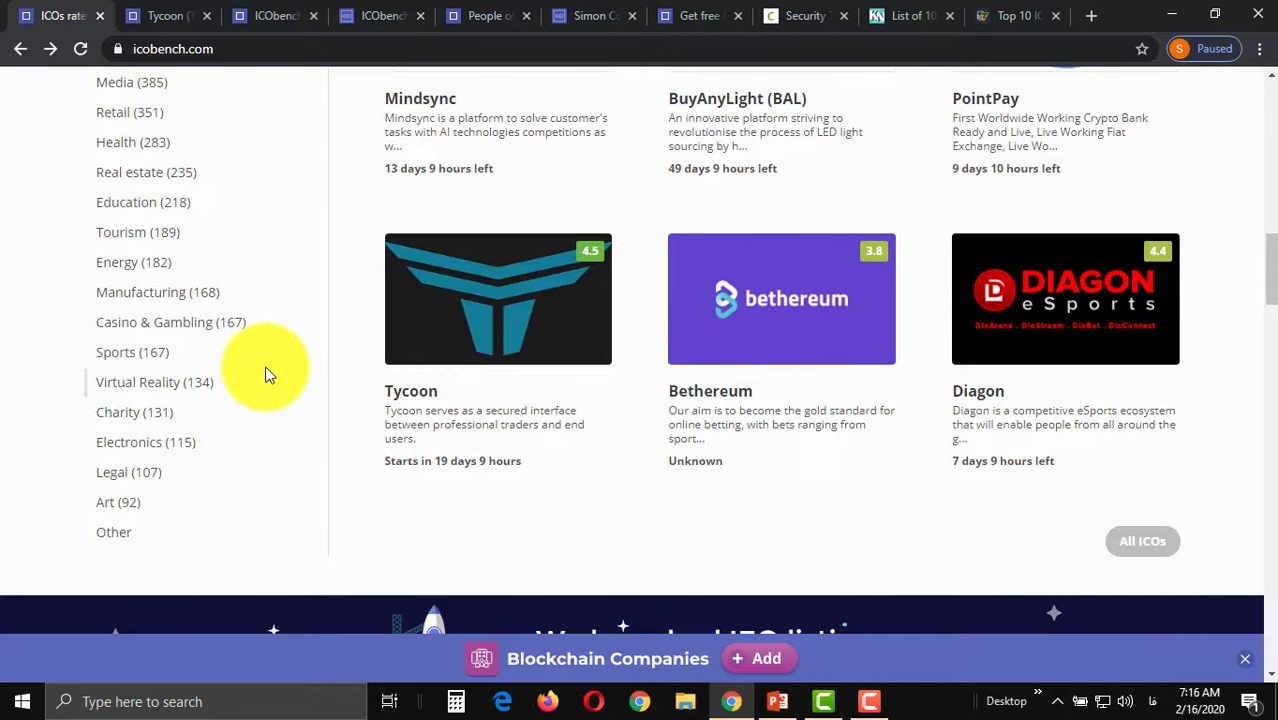 ICOs rate
Tycoon (T
ICObench
ICObench
People of
Simon Co
Get free
Security T
List of 10
Top 10 IC
icobench.com
S Paused
Media (385)
Retail (351)
Health (283)
Real estate (235)
Education (218)
Tourism (189)
Energy (182)
Manufacturing (168)
Casino & Gambling (167)
Sports (167)
Virtual Reality (134)
Charity (131)
Electronics (115)
Legal (107)
Art (92)
Other
Mindsync
Mindsync is a platform to solve customer's
tasks with AI technologies competitions as
w...
13 days 9 hours left
BuyAnyLight (BAL)
An innovative platform striving to
revolutionise the process of LED light
sourcing by h...
49 days 9 hours left
PointPay
First Worldwide Working Crypto Bank
Ready and Live, Live Working Fiat
Exchange, Live Wo...
9 days 10 hours left
4.5
Tycoon
Tycoon serves as a secured interface
between professional traders and end
users.
Starts in 19 days 9 hours
3.8
bethereum
Bethereum
Our aim is to become the gold standard for
online betting, with bets ranging from
sport...
Unknown
4.4
DIAGON
eSports
DiaArena . DiaStream . DiaBet . DiaConnect
Diagon
Diagon is a competitive eSports ecosystem
that will enable people from all around the
g...
7 days 9 hours left
All ICOs
Blockchain Companies
+ Add
Type here to search
Desktop
فا
7:16 AM
2/16/2020
1